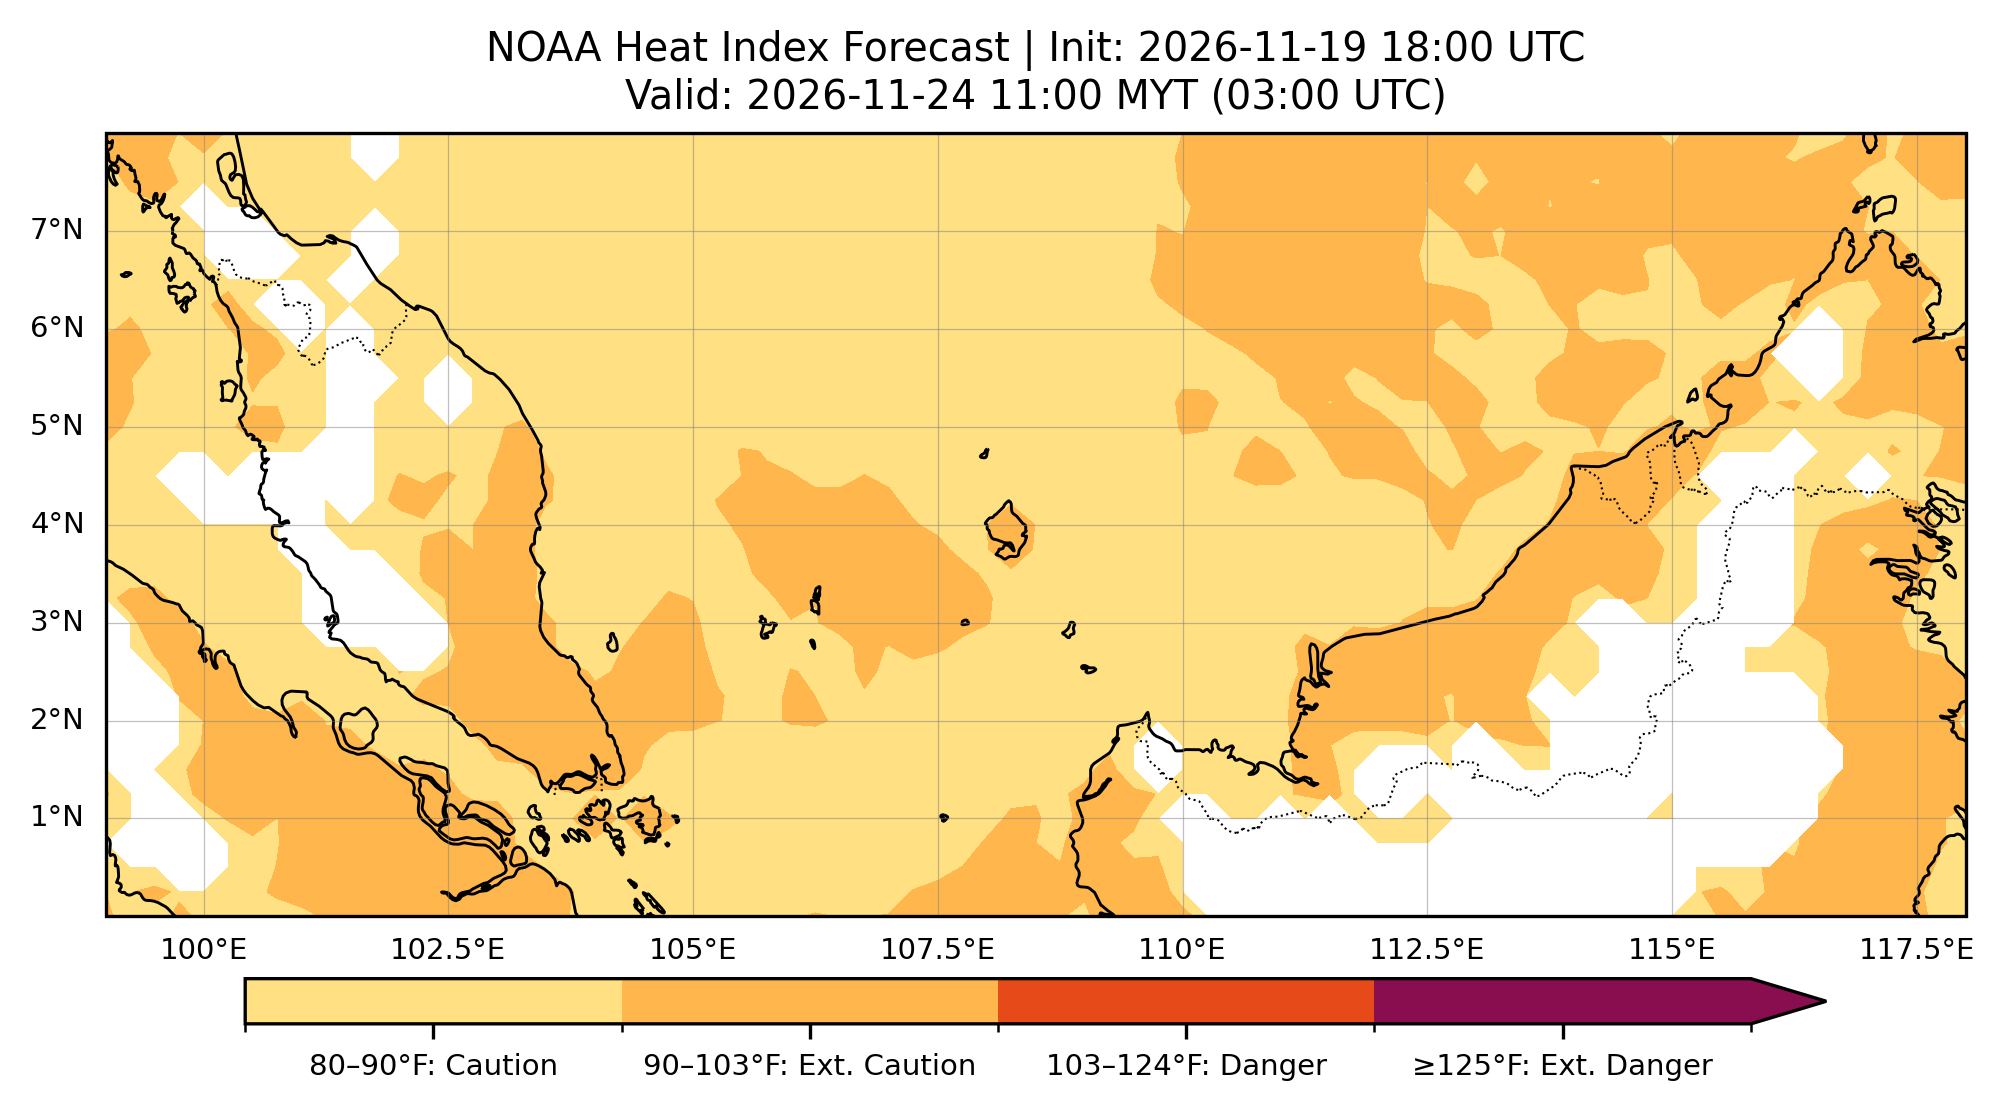 NOAA Heat Index Forecast | Init: 2026-11-19 18:00 UTC
Valid: 2026-11-24 11:00 MYT (03:00 UTC)
7°N
6°N
5°N
4°N
3°N
2°N
1°N
100°E 102.5°E 105°E 107.5°E 110°E 112.5°E 115°E 117.5°E
80–90°F: Caution 90–103°F: Ext. Caution 103–124°F: Danger ≥125°F: Ext. Danger